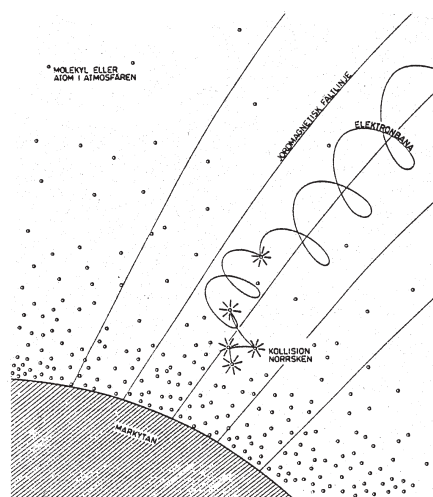 MOLEKYL ELLER
ATOM I ATMOSFÄREN
JORDMAGNETISK FÄLTLINJE
ELEKTRONBANA
KOLLISION
NORRSKEN
MARKYTAN